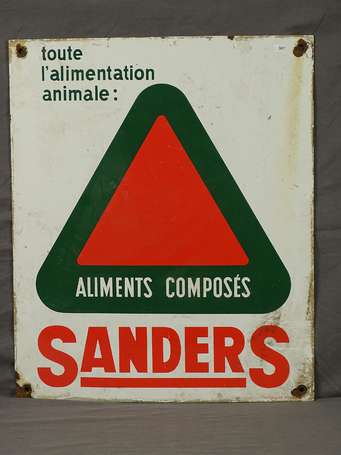 toute
l'alimentation
animale:
ALIMENTS COMPOSÉS
SANDERS